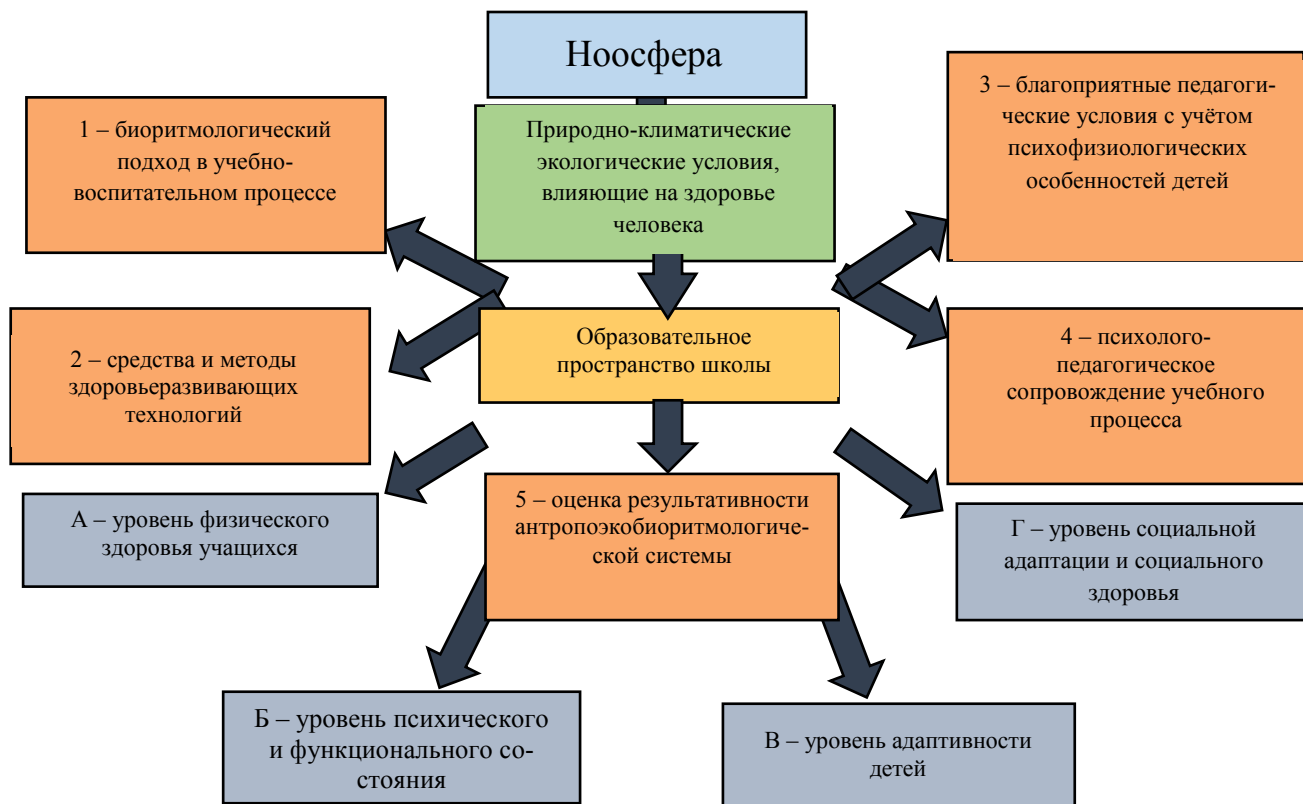 Ноосфера
1 – биоритмологический
подход в учебно-
воспитательном процессе
Природно-климатические
экологические условия,
влияющие на здоровье
человека
3 – благоприятные педагоги-
ческие условия с учётом
психофизиологических
особенностей детей
2 – средства и методы
здоровьеразвивающих
технологий
Образовательное
пространство школы
4 – психолого-
педагогическое
сопровождение учебного
процесса
А – уровень физического
здоровья учащихся
5 – оценка результативности
антропоэкобиоритмологиче-
ской системы
Г – уровень социальной
адаптации и социального
здоровья
Б – уровень психического
и функционального со-
стояния
В – уровень адаптивности
детей